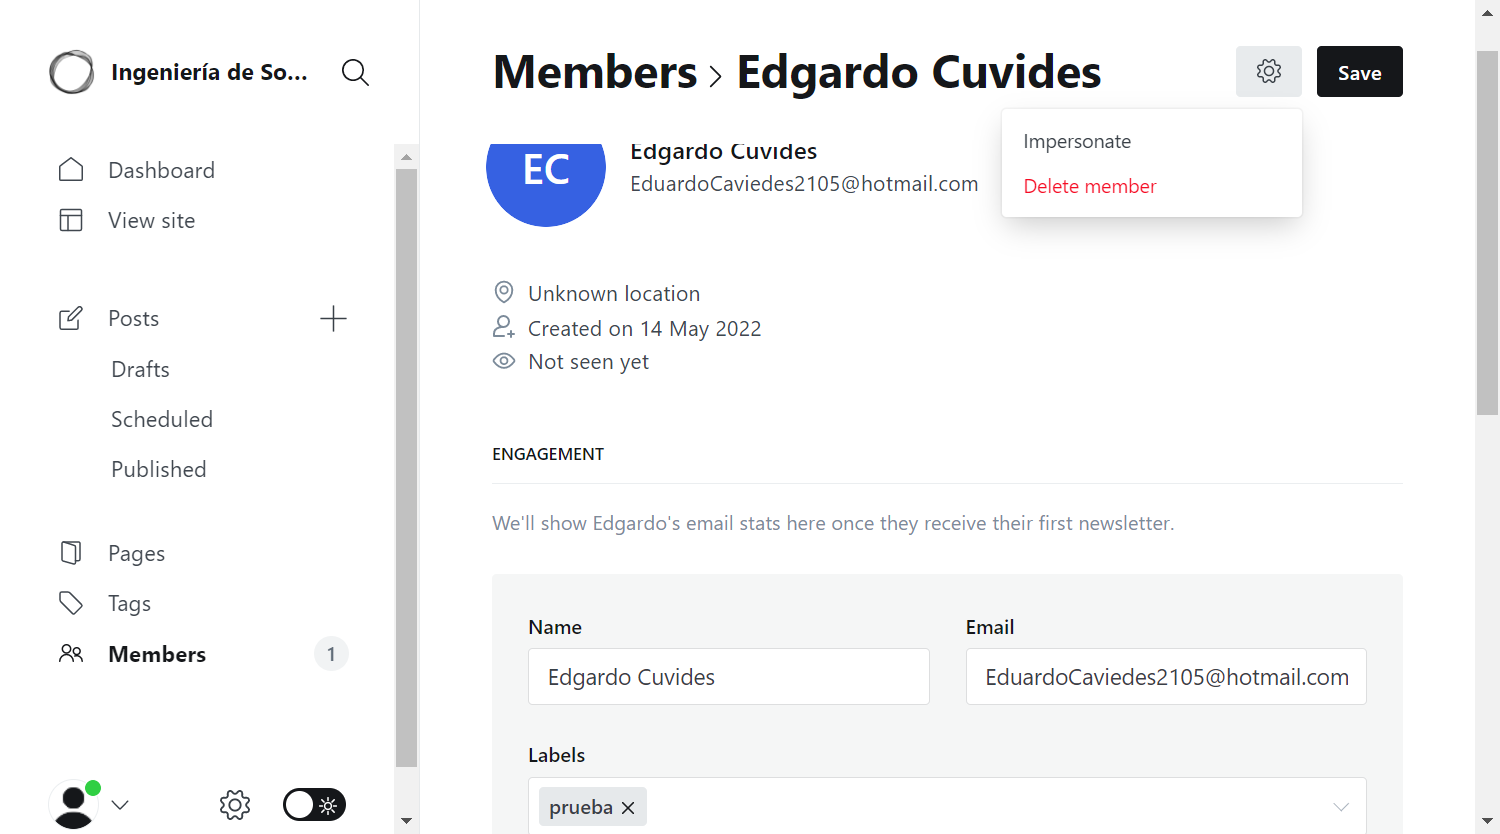 Ingeniería de So...
Dashboard
View site
Posts
Drafts
Scheduled
Published
Pages
Tags
Members
1
Members > Edgardo Cuvides
Save
Impersonate
Delete member
EC
Edgardo Cuvides
EduardoCaviedes2105@hotmail.com
Unknown location
Created on 14 May 2022
Not seen yet
ENGAGEMENT
We'll show Edgardo's email stats here once they receive their first newsletter.
Name
Edgardo Cuvides
Email
EduardoCaviedes2105@hotmail.com
Labels
prueba